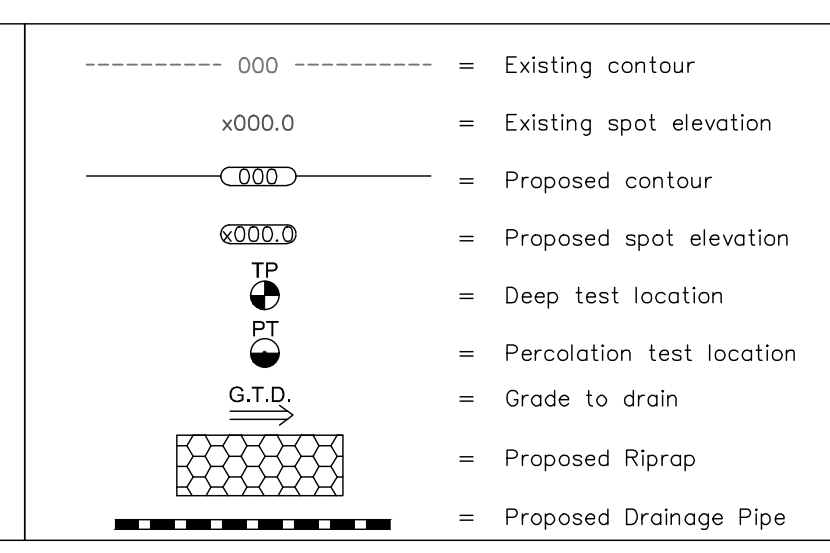 000 = Existing contour
x000.0 = Existing spot elevation
000 = Proposed contour
x000.0 = Proposed spot elevation
TP
= Deep test location
PT
= Percolation test location
G.T.D. = Grade to drain
= Proposed Riprap
= Proposed Drainage Pipe